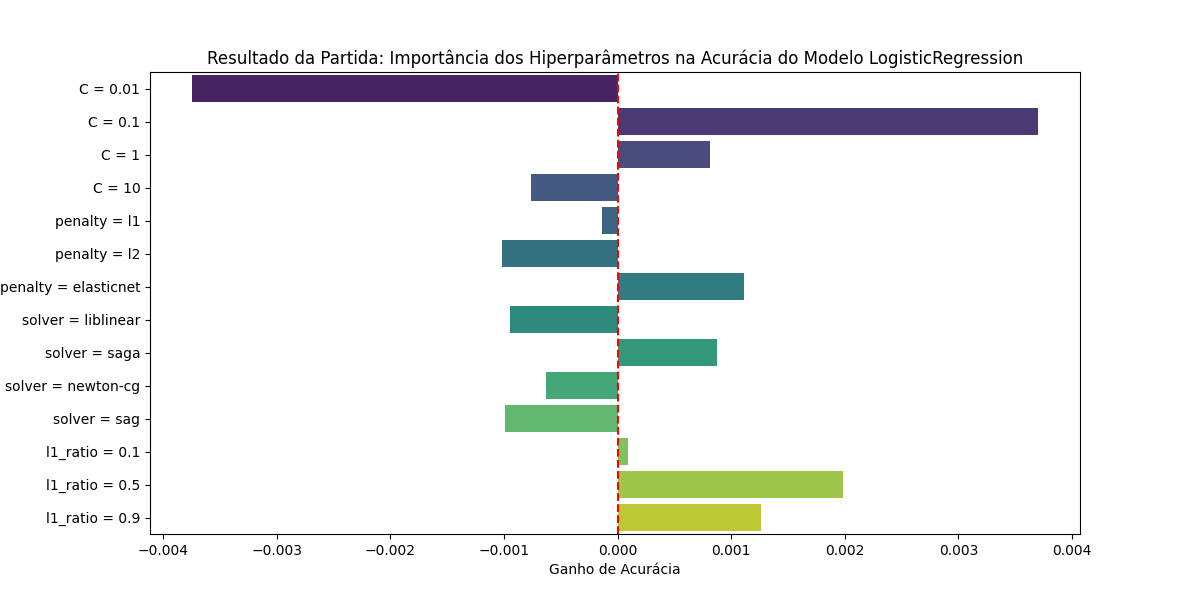 Resultado da Partida: Importância dos Hiperparâmetros na Acurácia do Modelo LogisticRegression
C = 0.01
C = 0.1
C = 1
C = 10
penalty = l1
penalty = l2
penalty = elasticnet
solver = liblinear
solver = saga
solver = newton-cg
solver = sag
l1_ratio = 0.1
l1_ratio = 0.5
l1_ratio = 0.9
−0.004 −0.003 −0.002 −0.001 0.000 0.001 0.002 0.003 0.004
Ganho de Acurácia